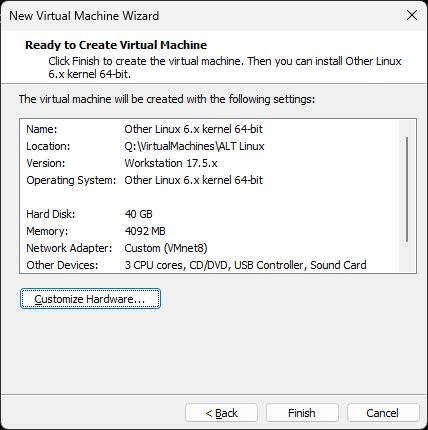 New Virtual Machine Wizard
Ready to Create Virtual Machine
Click Finish to create the virtual machine. Then you can install Other Linux
6.x kernel 64-bit.
The virtual machine will be created with the following settings:
Name: Other Linux 6.x kernel 64-bit
Location: Q:\VirtualMachines\ALT Linux
Version: Workstation 17.5.x
Operating System: Other Linux 6.x kernel 64-bit
Hard Disk: 40 GB
Memory: 4092 MB
Network Adapter: Custom (VMnet8)
Other Devices: 3 CPU cores, CD/DVD, USB Controller, Sound Card
Customize Hardware...
< Back Finish Cancel